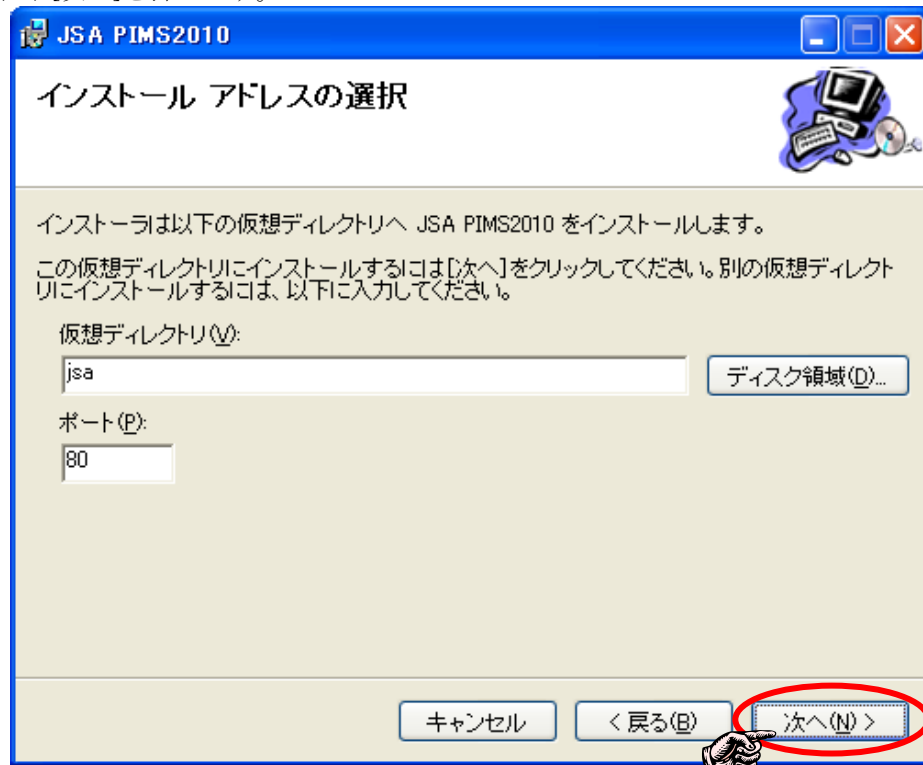 JSA PIMS2010
インストール アドレスの選択
インストーラは以下の仮想ディレクトリへ JSA PIMS2010 をインストールします。
この仮想ディレクトリにインストールするには[次へ]をクリックしてください。別の仮想ディレクト
リにインストールするには、以下に入力してください。
仮想ディレクトリ(V):
jsa
ディスク領域(D)...
ポート(P):
80
キャンセル
< 戻る(B)
次へ(N) >